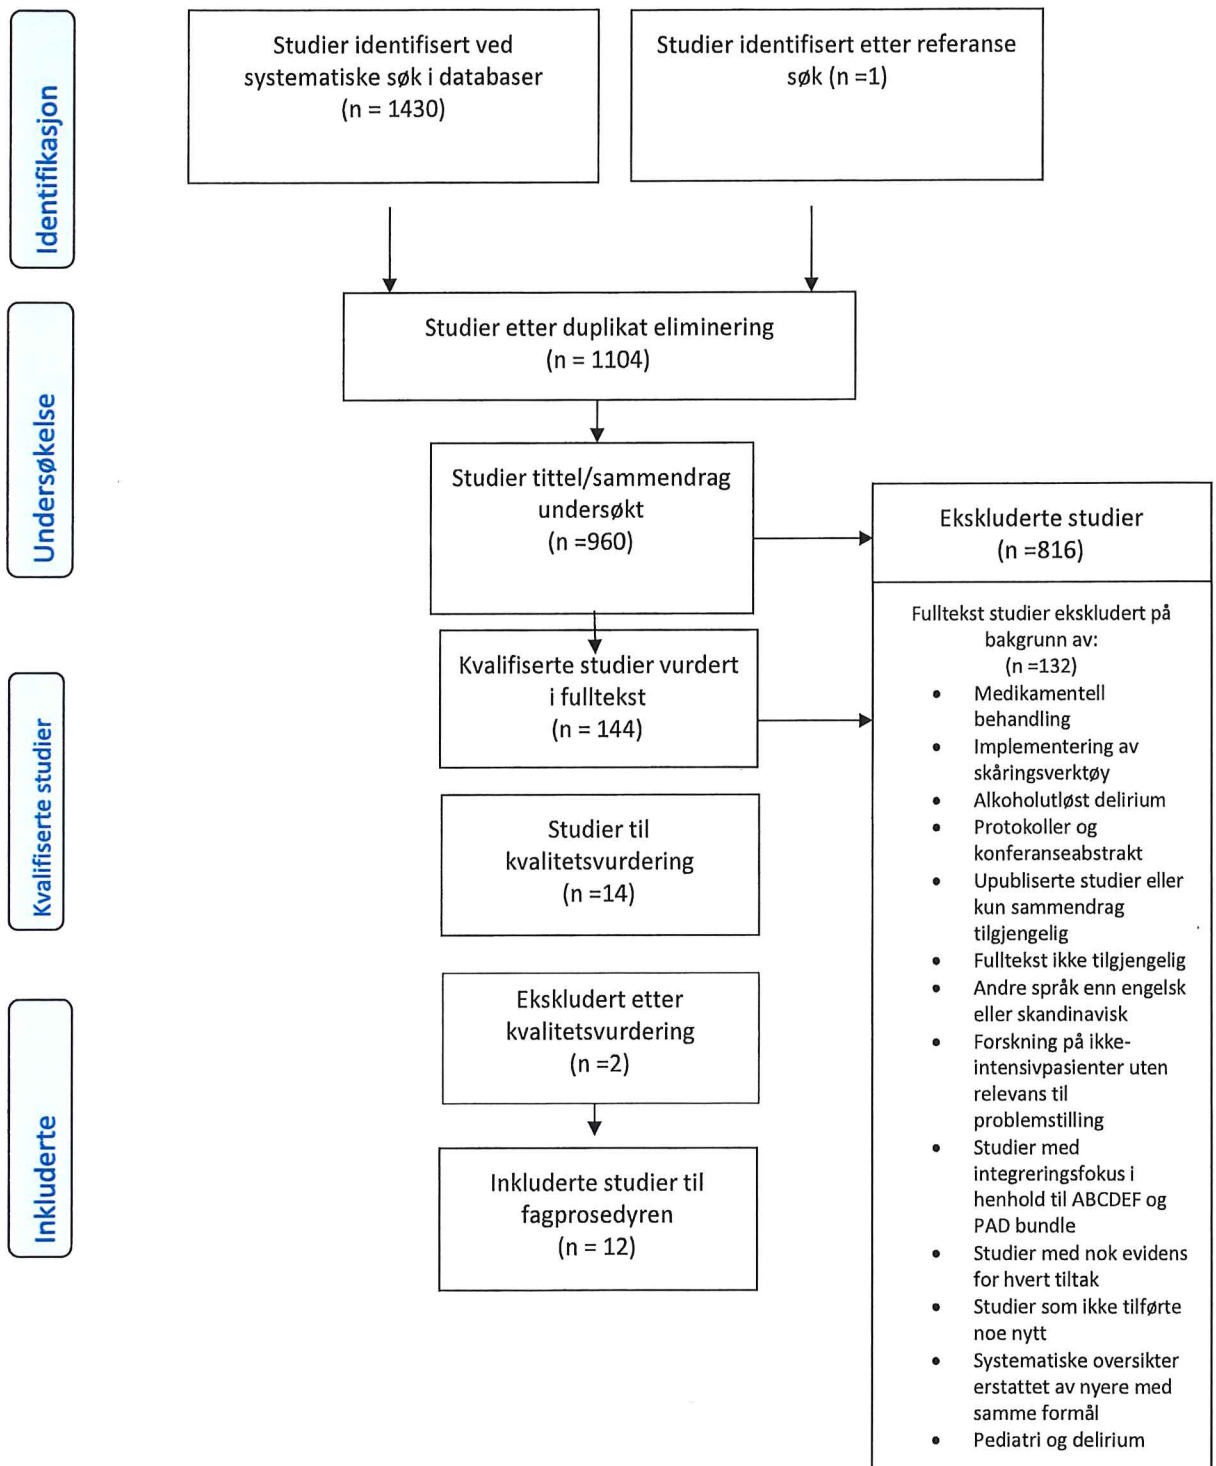 Identifikasjon
Studier identifisert ved
systematiske søk i databaser
(n = 1430)
Studier identifisert etter referanse
søk (n =1)
Undersøkelse
Studier etter duplikat eliminering
(n = 1104)
Studier tittel/sammendrag
undersøkt
(n =960)
Ekskluderte studier
(n =816)
Kvalifiserte studier
Kvalifiserte studier vurdert
i fulltekst
(n = 144)
Fulltekst studier ekskludert på
bakgrunn av:
(n =132)
• Medikamentell
behandling
• Implementering av
skåringsverktøy
• Alkoholutløst delirium
• Protokoller og
konferanseabstrakt
• Upubliserte studier eller
kun sammendrag
tilgjengelig
• Fulltekst ikke tilgjengelig
• Andre språk enn engelsk
eller skandinavisk
• Forskning på ikke-
intensivpasienter uten
relevans til
problemstilling
• Studier med
integreringsfokus i
henhold til ABCDEF og
PAD bundle
• Studier med nok evidens
for hvert tiltak
• Studier som ikke tilførte
noe nytt
• Systematiske oversikter
erstattet av nyere med
samme formål
• Pediatri og delirium
Studier til
kvalitetsvurdering
(n =14)
Inkluderte
Ekskludert etter
kvalitetsvurdering
(n =2)
Inkluderte studier til
fagprosedyren
(n = 12)